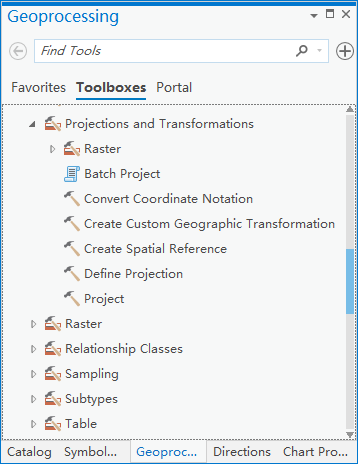 Geoprocessing
Find Tools
Favorites Toolboxes Portal
Projections and Transformations
Raster
Batch Project
Convert Coordinate Notation
Create Custom Geographic Transformation
Create Spatial Reference
Define Projection
Project
Raster
Relationship Classes
Sampling
Subtypes
Table
Catalog Symbol... Geoproc... Directions Chart Pro...